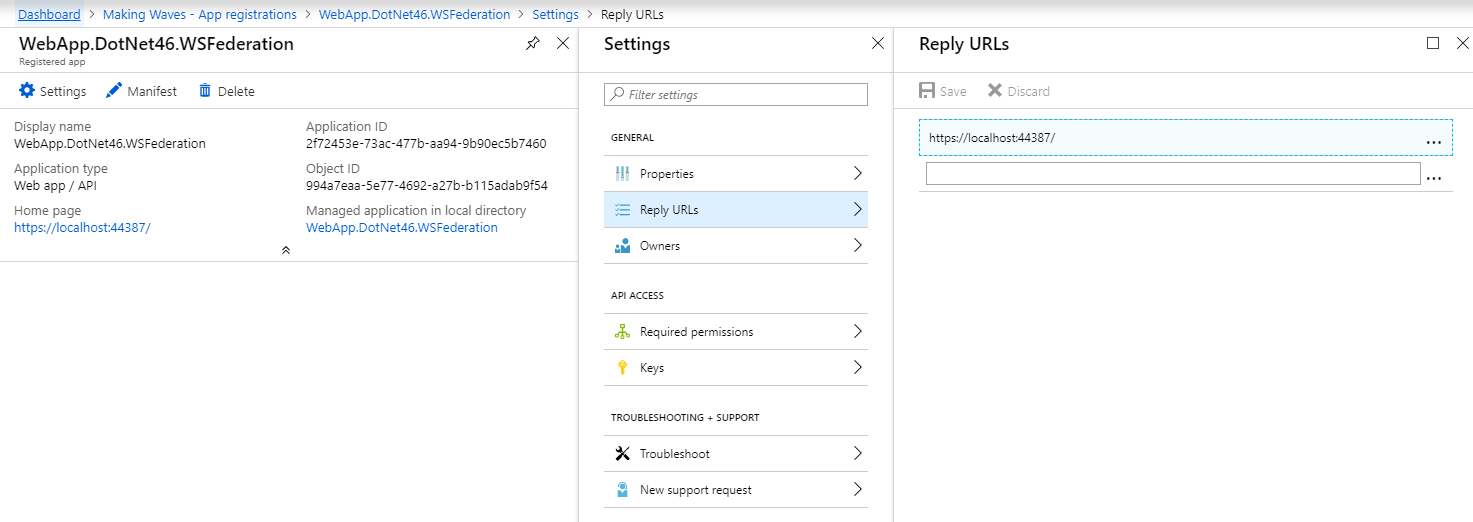 Dashboard > Making Waves - App registrations > WebApp.DotNet46.WSFederation > Settings > Reply URLs
WebApp.DotNet46.WSFederation
Registered app
Settings Manifest Delete
Display name
WebApp.DotNet46.WSFederation
Application type
Web app / API
Home page
https://localhost:44387/
Application ID
2f72453e-73ac-477b-aa94-9b90ec5b7460
Object ID
994a7eaa-5e77-4692-a27b-b115adab9f54
Managed application in local directory
WebApp.DotNet46.WSFederation
Settings
Filter settings
GENERAL
Properties
Reply URLs
Owners
API ACCESS
Required permissions
Keys
TROUBLESHOOTING + SUPPORT
Troubleshoot
New support request
Reply URLs
Save Discard
https://localhost:44387/ ...
...